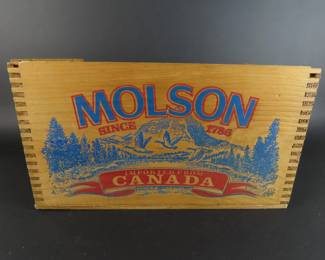 MOLSON
SINCE 1786
IMPORTED FROM
CANADA